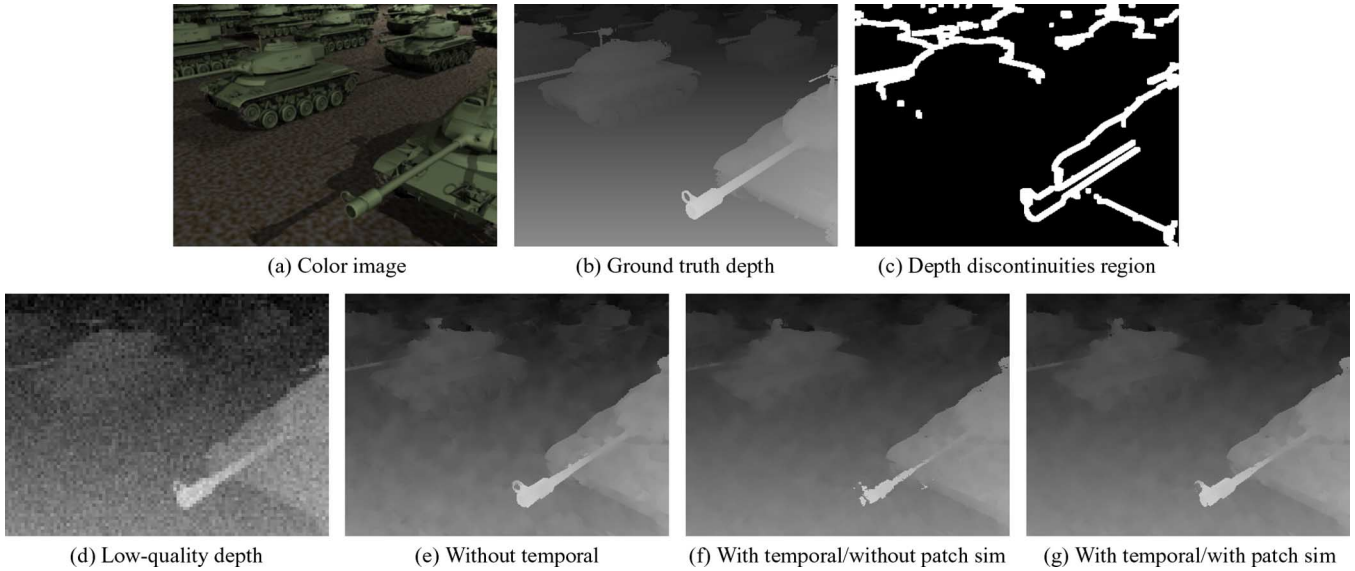 (a) Color image
(b) Ground truth depth
(c) Depth discontinuities region
(d) Low-quality depth
(e) Without temporal
(f) With temporal/without patch sim
(g) With temporal/with patch sim